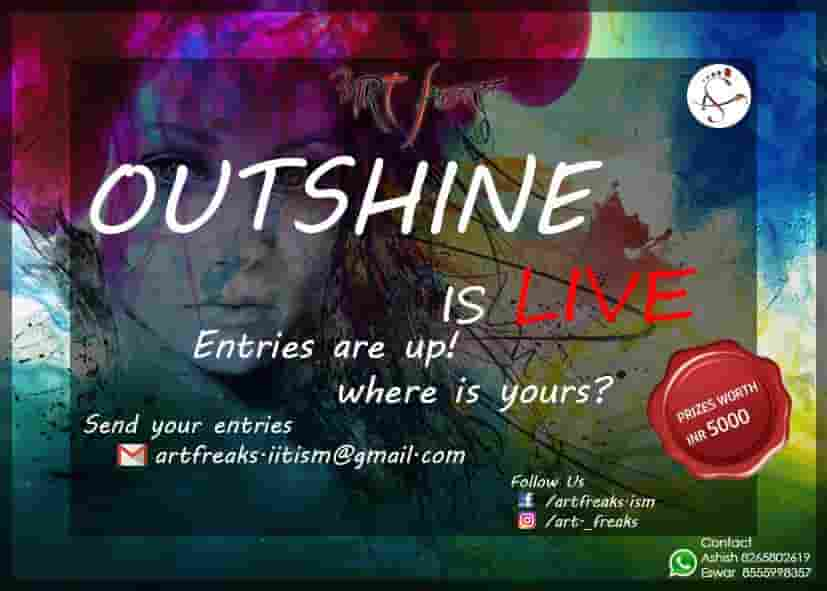 ART
OUTSHINE
IS LIVE
Entries are up!
where is yours?
PRIZES WORTH
INR 5000
Send your entries
artfreaks.iitism@gmail.com
Follow Us
/artfreaks.ism
/art._freaks
Contact
Ashish 8265802619
Eswar 8555998357